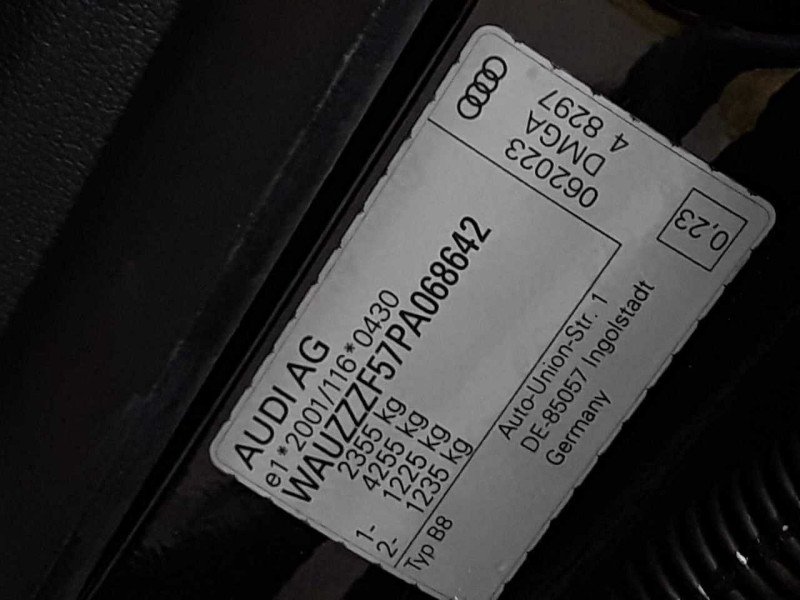 AUDI AG
e1*2001/116*0430
WAUZZZF57PA068642
2355 kg
4255 kg
1- 1225 kg
2- 1235 kg
Typ B8
062023
DMGA
4 8297
0,23
Auto-Union-Str. 1
DE-85057 Ingolstadt
Germany